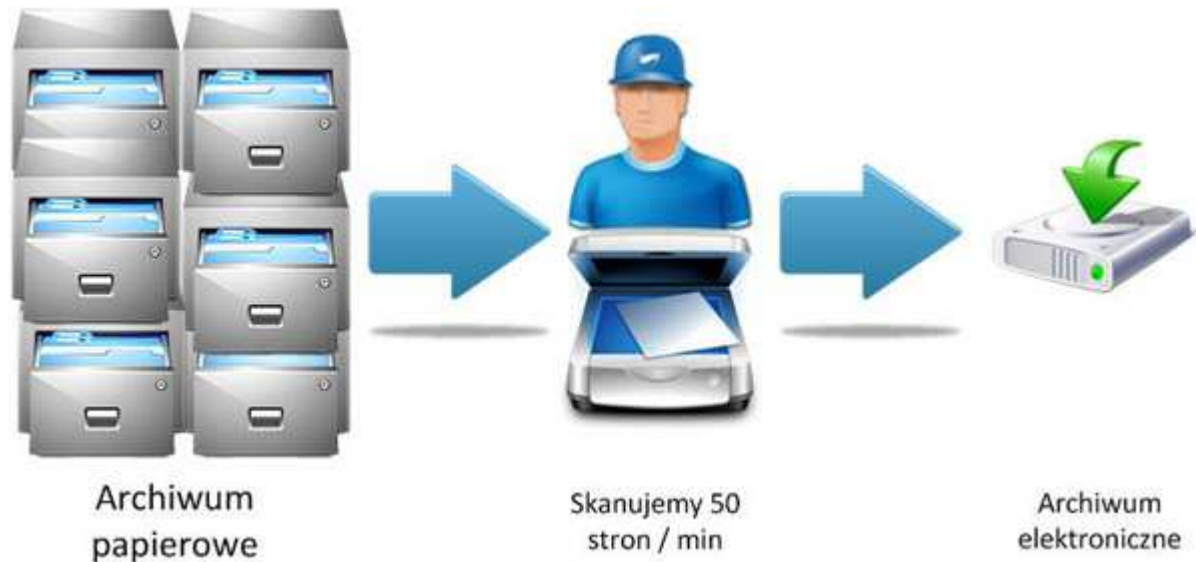 Archiwum
papierowe
Skanujemy 50
stron / min
Archiwum
elektroniczne